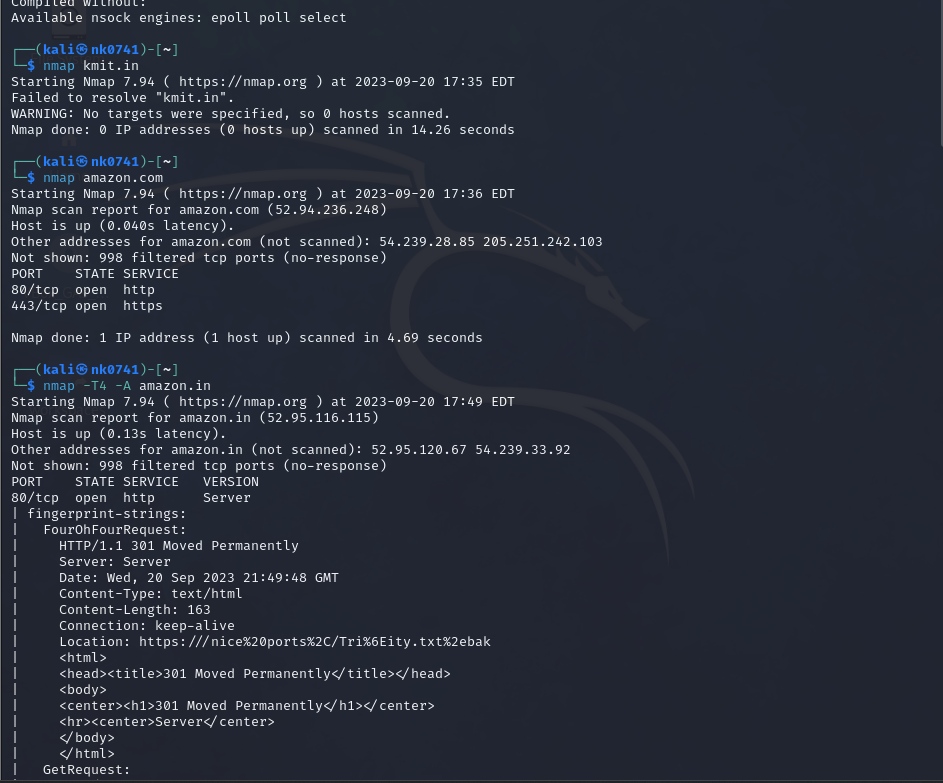 Compiled without:
Available nsock engines: epoll poll select
┌──(kali㉿nk0741)-[~]
└─$ nmap kmit.in
Starting Nmap 7.94 ( https://nmap.org ) at 2023-09-20 17:35 EDT
Failed to resolve "kmit.in".
WARNING: No targets were specified, so 0 hosts scanned.
Nmap done: 0 IP addresses (0 hosts up) scanned in 14.26 seconds
┌──(kali㉿nk0741)-[~]
└─$ nmap amazon.com
Starting Nmap 7.94 ( https://nmap.org ) at 2023-09-20 17:36 EDT
Nmap scan report for amazon.com (52.94.236.248)
Host is up (0.040s latency).
Other addresses for amazon.com (not scanned): 54.239.28.85 205.251.242.103
Not shown: 998 filtered tcp ports (no-response)
PORT    STATE SERVICE
80/tcp  open  http
443/tcp open  https
Nmap done: 1 IP address (1 host up) scanned in 4.69 seconds
┌──(kali㉿nk0741)-[~]
└─$ nmap -T4 -A amazon.in
Starting Nmap 7.94 ( https://nmap.org ) at 2023-09-20 17:49 EDT
Nmap scan report for amazon.in (52.95.116.115)
Host is up (0.13s latency).
Other addresses for amazon.in (not scanned): 52.95.120.67 54.239.33.92
Not shown: 998 filtered tcp ports (no-response)
PORT    STATE SERVICE   VERSION
80/tcp  open  http      Server
| fingerprint-strings:
|   FourOhFourRequest:
|     HTTP/1.1 301 Moved Permanently
|     Server: Server
|     Date: Wed, 20 Sep 2023 21:49:48 GMT
|     Content-Type: text/html
|     Content-Length: 163
|     Connection: keep-alive
|     Location: https:///nice%20ports%2C/Tri%6Eity.txt%2ebak
|     <html>
|     <head><title>301 Moved Permanently</title></head>
|     <body>
|     <center><h1>301 Moved Permanently</h1></center>
|     <hr><center>Server</center>
|     </body>
|     </html>
|   GetRequest: